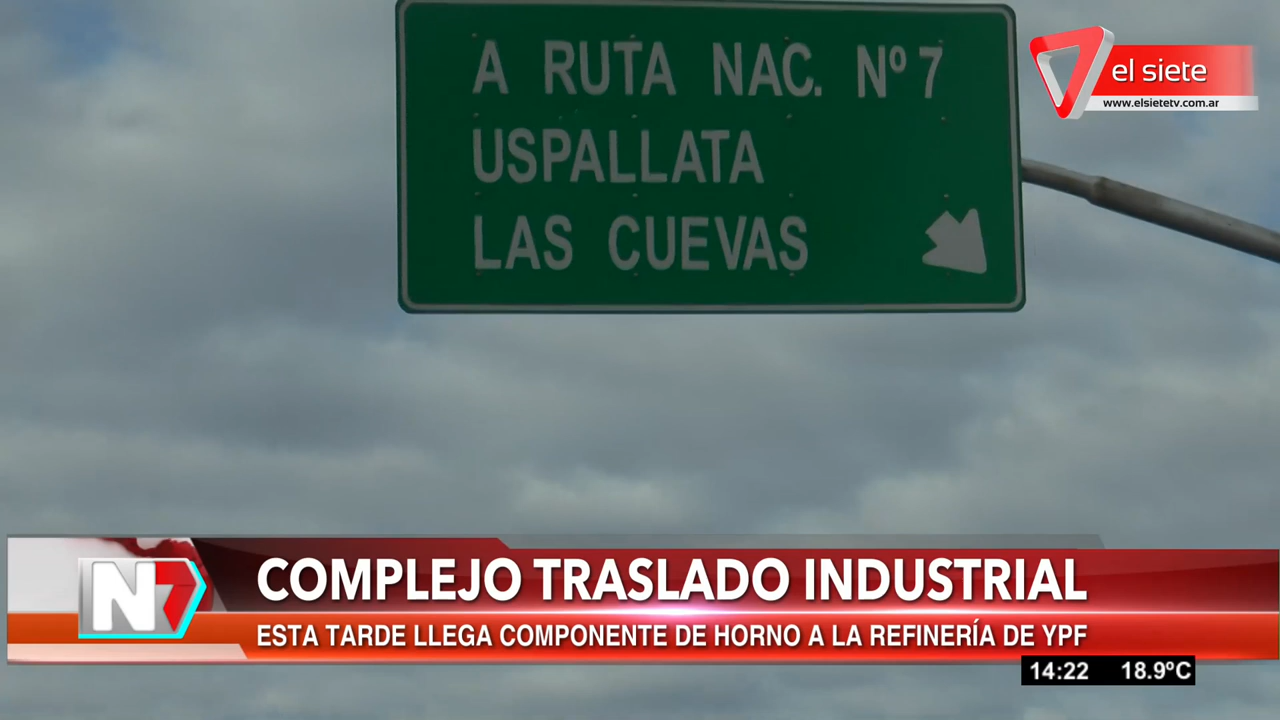 A RUTA NAC. Nº 7
USPALLATA
LAS CUEVAS
el siete
www.elsietetv.com.ar
N7
COMPLEJO TRASLADO INDUSTRIAL
ESTA TARDE LLEGA COMPONENTE DE HORNO A LA REFINERÍA DE YPF
14:22 18.9ºC